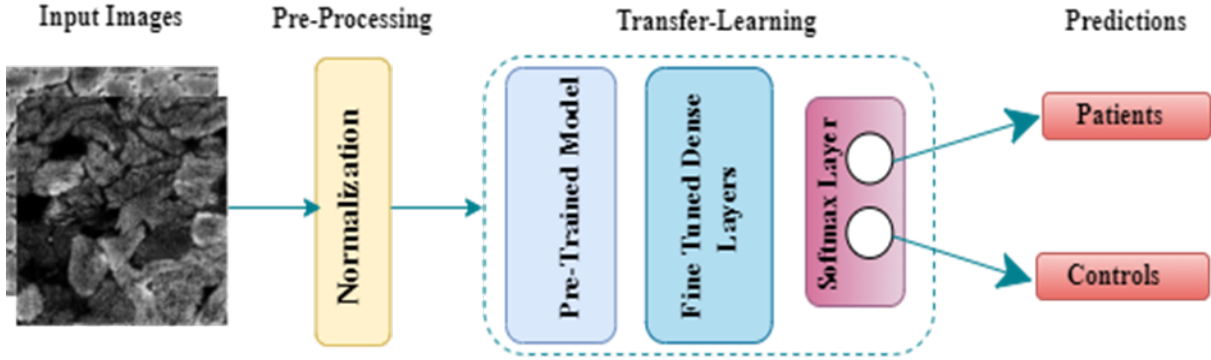 Input Images
Pre-Processing
Transfer-Learning
Predictions
Normalization
Pre-Trained Model
Fine Tuned Dense
Layers
Softmax Layer
Patients
Controls